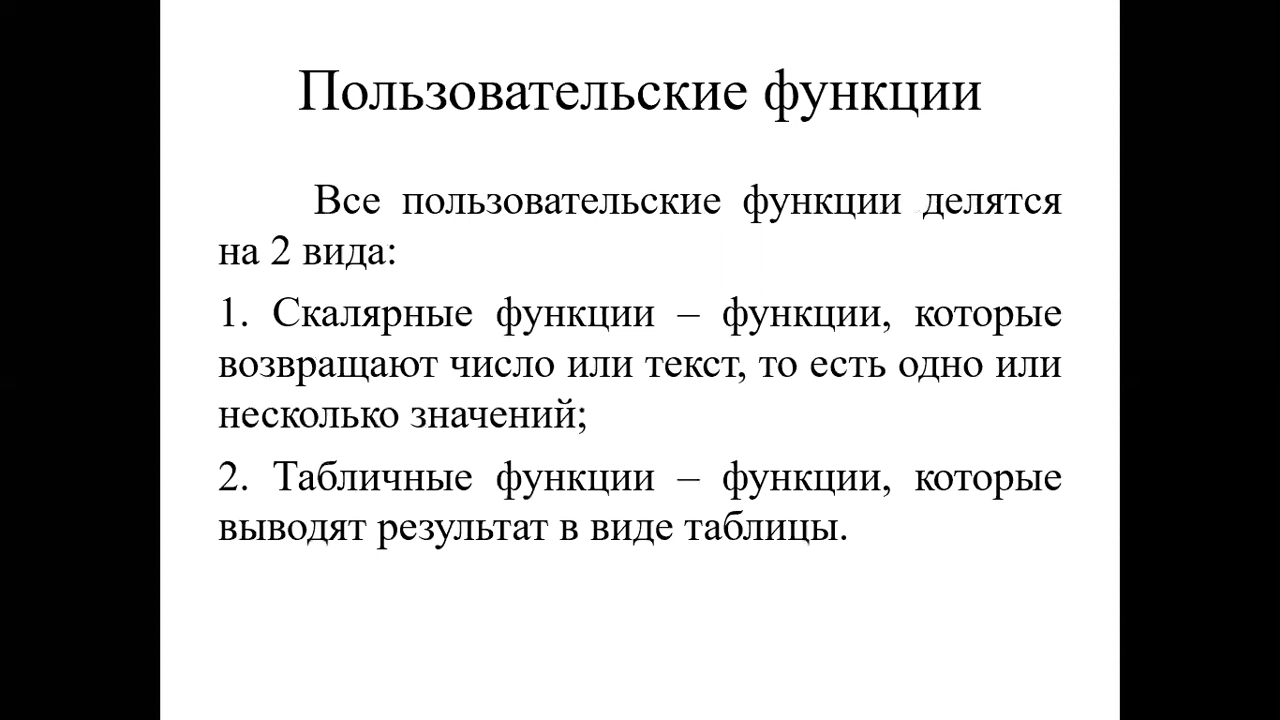 Пользовательские функции
Все пользовательские функции делятся
на 2 вида:
1. Скалярные функции – функции, которые
возвращают число или текст, то есть одно или
несколько значений;
2. Табличные функции – функции, которые
выводят результат в виде таблицы.